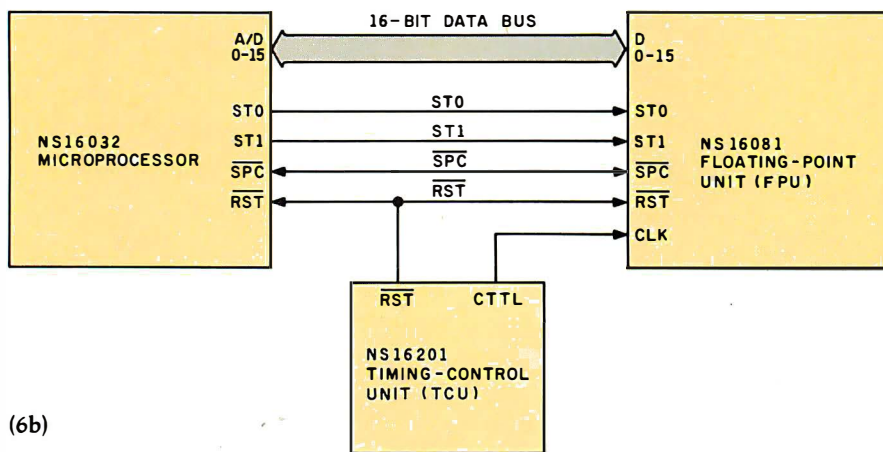 16-BIT DATA BUS
A/D
0-15
D
0-15
ST0
ST0
ST0
NS16032
MICROPROCESSOR
ST1
ST1
ST1
NS16081
FLOATING-POINT
UNIT (FPU)
SPC
SPC
SPC
RST
RST
RST
CLK
RST
CTTL
NS16201
TIMING-CONTROL
UNIT (TCU)
(6b)